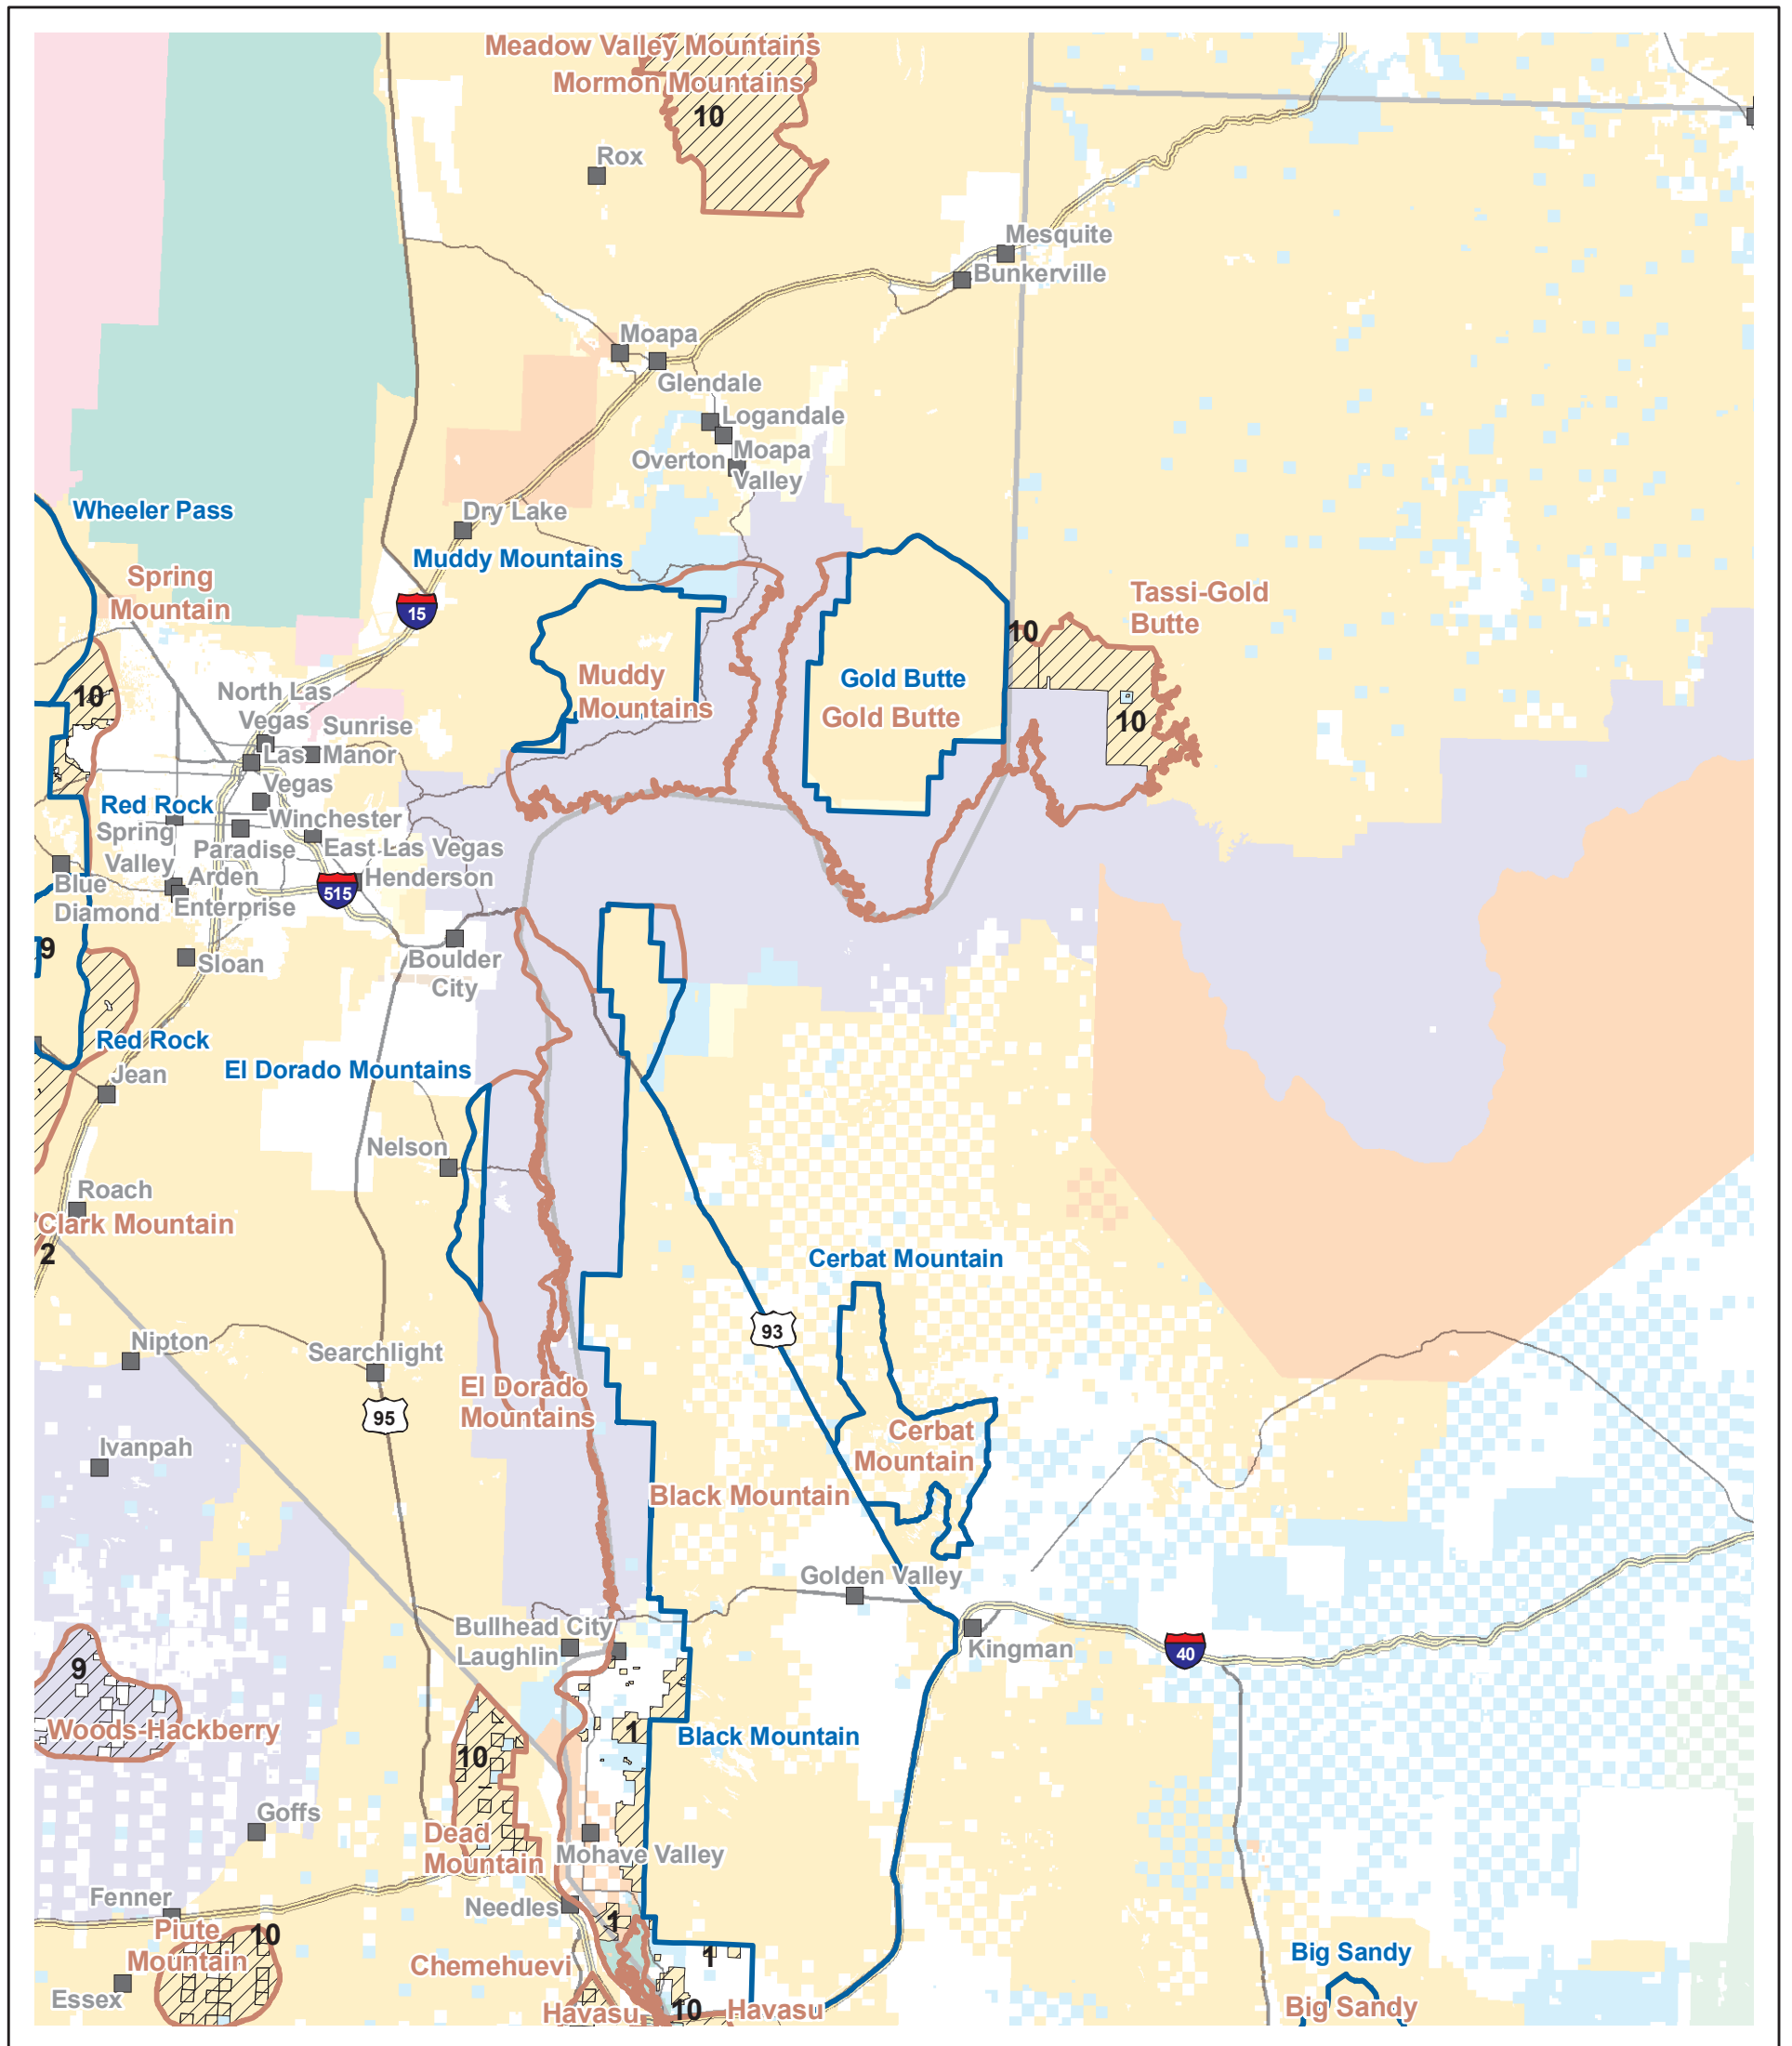 Meadow Valley Mountains
Mormon Mountains
10
Rox
Mesquite
Bunkerville
Moapa
Glendale
Logandale
Overton
Moapa
Valley
Wheeler Pass
Dry Lake
Muddy Mountains
Spring
Mountain
15
Tassi-Gold
Butte
10
Muddy
Mountains
Gold Butte
Gold Butte
10
10
North Las
Vegas
Sunrise
Manor
Las
Vegas
Red Rock
Winchester
Spring
Valley
Paradise
East Las Vegas
Blue
Diamond
Arden
Enterprise
515
Henderson
9
Sloan
Boulder
City
Red Rock
Jean
El Dorado Mountains
Nelson
Roach
Clark Mountain
2
Cerbat Mountain
93
Nipton
Searchlight
El Dorado
Mountains
95
Cerbat
Mountain
Ivanpah
Black Mountain
Golden Valley
Bullhead City
Laughlin
Kingman
40
9
Woods-Hackberry
1
Black Mountain
10
Goffs
Dead
Mountain
Mohave Valley
Fenner
Needles
Piute
Mountain
10
1
1
Chemehuevi
Big Sandy
Essex
Havasu
10
Havasu
Big Sandy